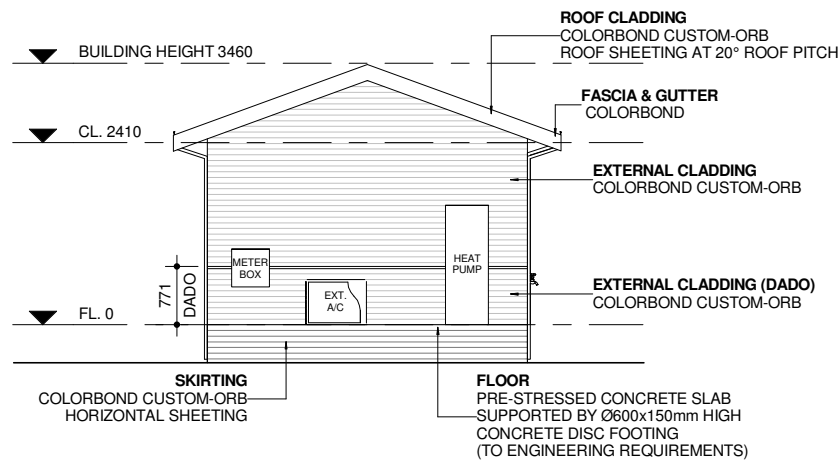 ROOF CLADDING
COLORBOND CUSTOM-ORB
ROOF SHEETING AT 20° ROOF PITCH
BUILDING HEIGHT 3460
FASCIA & GUTTER
COLORBOND
CL. 2410
EXTERNAL CLADDING
COLORBOND CUSTOM-ORB
METER
BOX
HEAT
PUMP
771
DADO
EXT.
A/C
EXTERNAL CLADDING (DADO)
COLORBOND CUSTOM-ORB
FL. 0
SKIRTING
COLORBOND CUSTOM-ORB
HORIZONTAL SHEETING
FLOOR
PRE-STRESSED CONCRETE SLAB
SUPPORTED BY Ø600x150mm HIGH
CONCRETE DISC FOOTING
(TO ENGINEERING REQUIREMENTS)